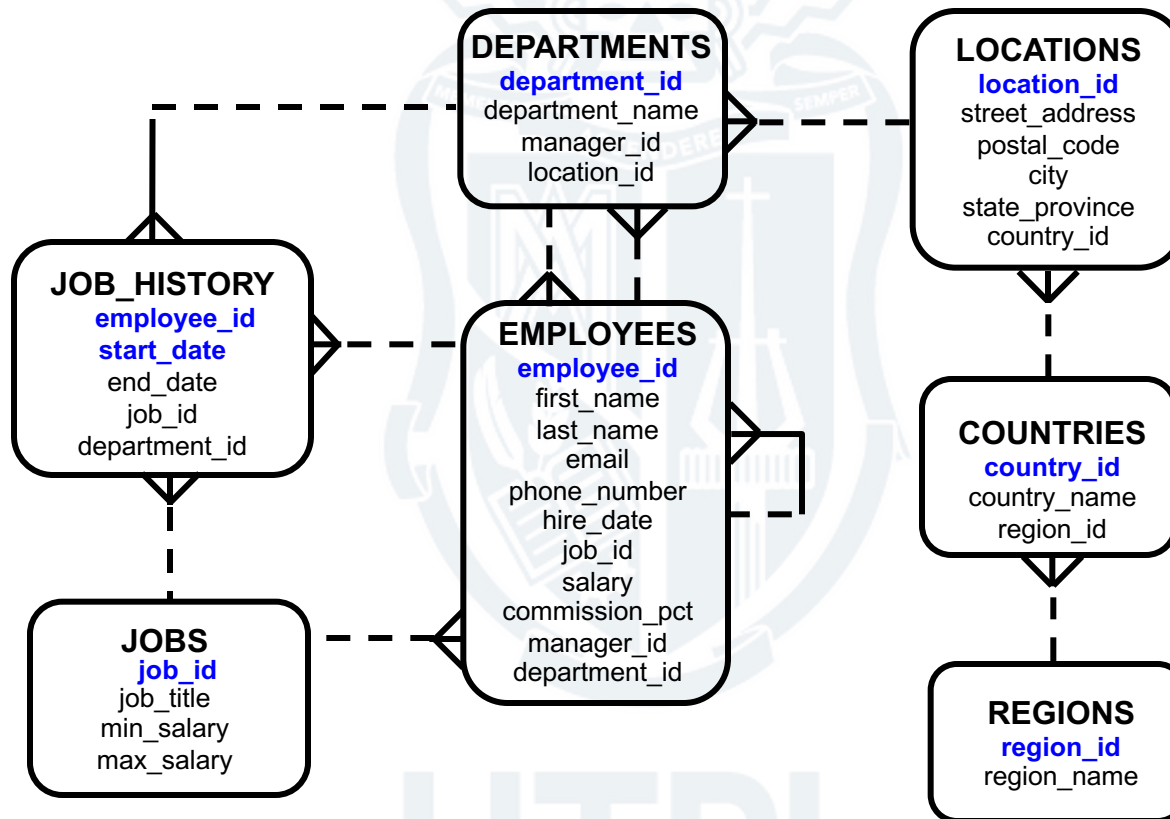 DEPARTMENTS
department_id
department_name
manager_id
location_id
LOCATIONS
location_id
street_address
postal_code
city
state_province
country_id
JOB_HISTORY
employee_id
start_date
end_date
job_id
department_id
EMPLOYEES
employee_id
first_name
last_name
email
phone_number
hire_date
job_id
salary
commission_pct
manager_id
department_id
COUNTRIES
country_id
country_name
region_id
JOBS
job_id
job_title
min_salary
max_salary
REGIONS
region_id
region_name
SEMPER